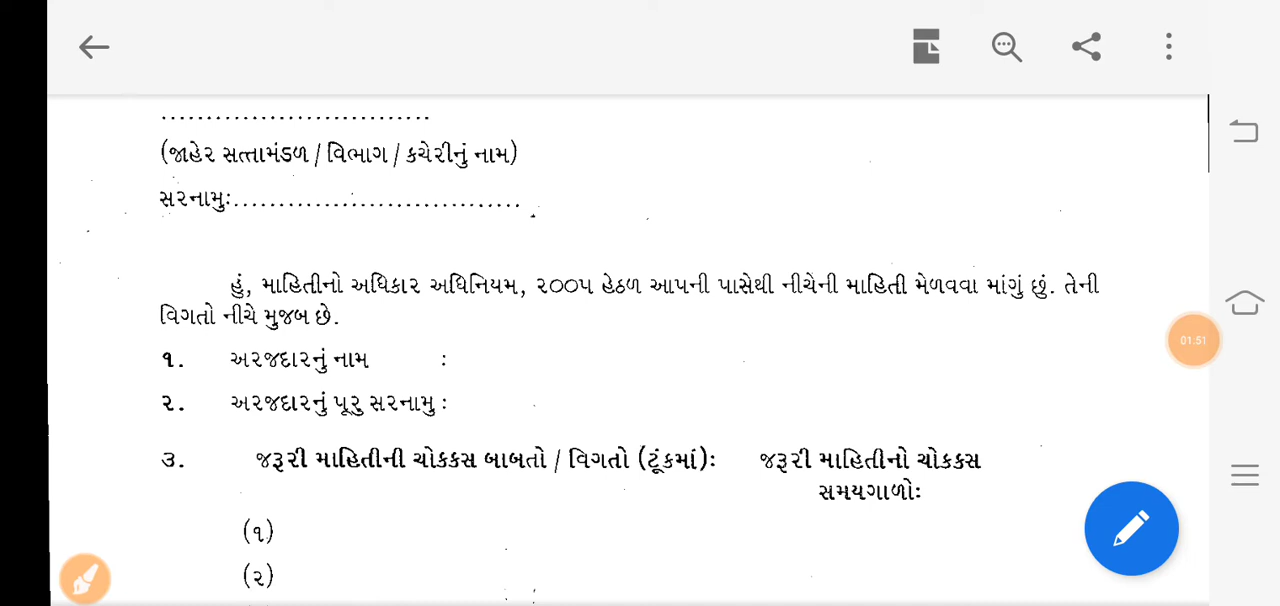 ..............................
(જાહેર સત્તામંડળ / વિભાગ / કચેરીનું નામ)
સરનામુઃ................................
હું, માહિતીનો અધિકાર અધિનિયમ, ૨૦૦૫ હેઠળ આપની પાસેથી નીચેની માહિતી મેળવવા માંગું છું. તેની
વિગતો નીચે મુજબ છે.
૧. અરજદારનું નામ :
૨. અરજદારનું પૂરુ સરનામુ :
૩. જરૂરી માહિતીની ચોકકસ બાબતો / વિગતો (ટૂંકમાં): જરૂરી માહિતીનો ચોકકસ
સમયગાળોઃ
(૧)
(૨)
01:51